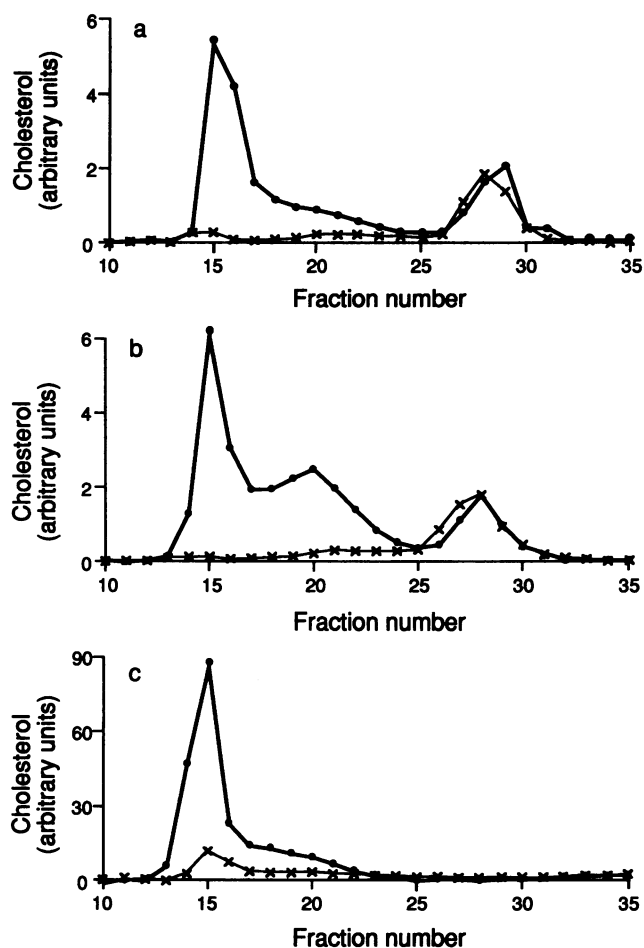 a
Cholesterol
(arbitrary units)
6
4
2
0
10 15 20 25 30 35
Fraction number
b
Cholesterol
(arbitrary units)
6
4
2
0
10 15 20 25 30 35
Fraction number
c
Cholesterol
(arbitrary units)
90
60
30
0
10 15 20 25 30 35
Fraction number